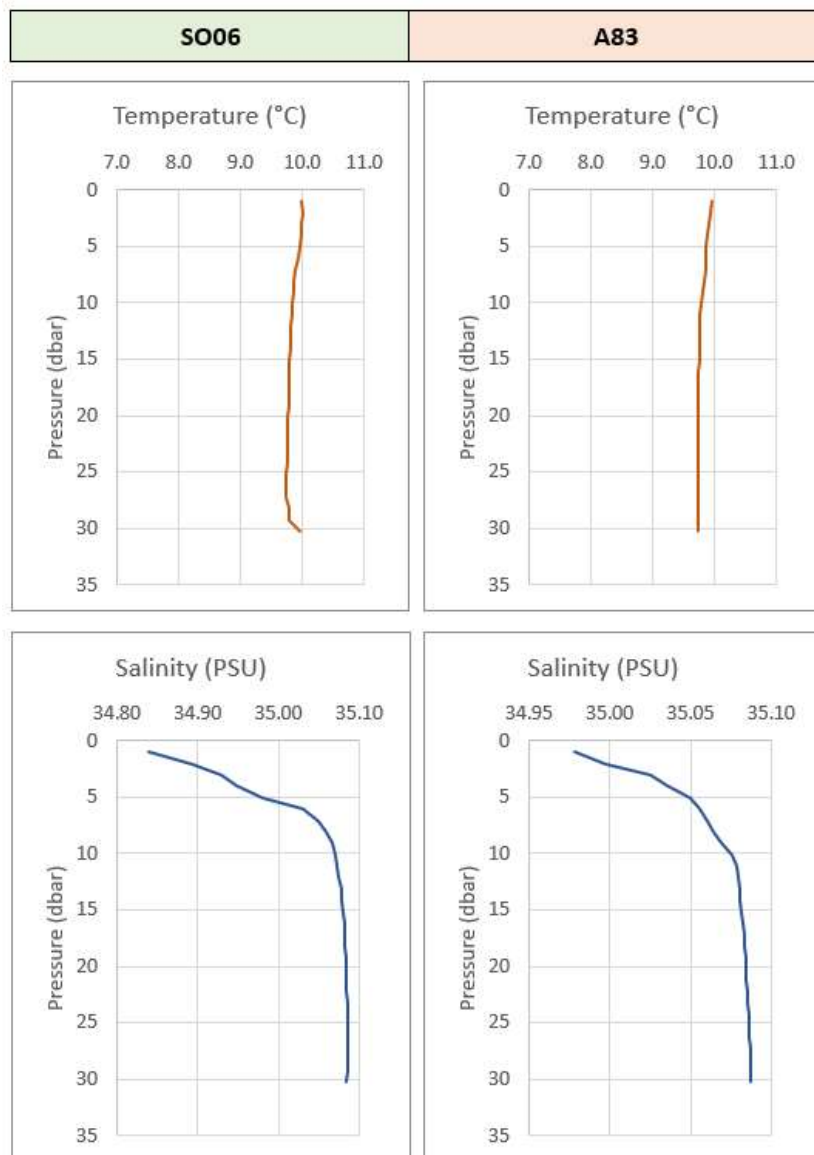 SO06
A83
Temperature (°C)
7.0 8.0 9.0 10.0 11.0
0
5
10
15
20
25
30
35
Pressure (dbar)
Temperature (°C)
7.0 8.0 9.0 10.0 11.0
0
5
10
15
20
25
30
35
Pressure (dbar)
Salinity (PSU)
34.80 34.90 35.00 35.10
0
5
10
15
20
25
30
35
Pressure (dbar)
Salinity (PSU)
34.95 35.00 35.05 35.10
0
5
10
15
20
25
30
35
Pressure (dbar)